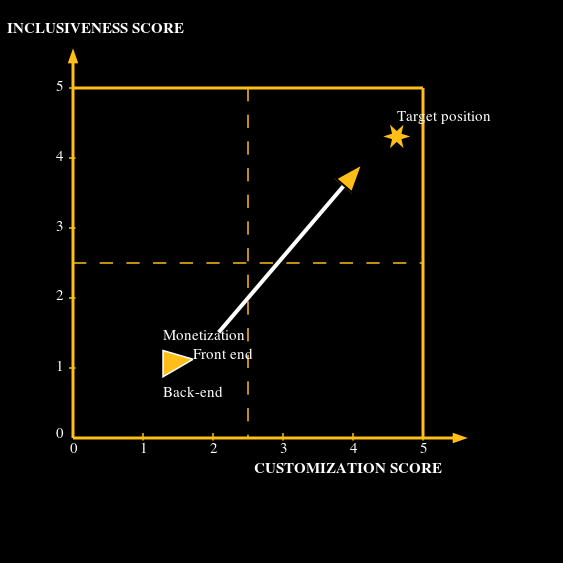 INCLUSIVENESS SCORE
5
Target position
4
3
2
Monetization
Front end
1
Back-end
0
0 1 2 3 4 5
CUSTOMIZATION SCORE